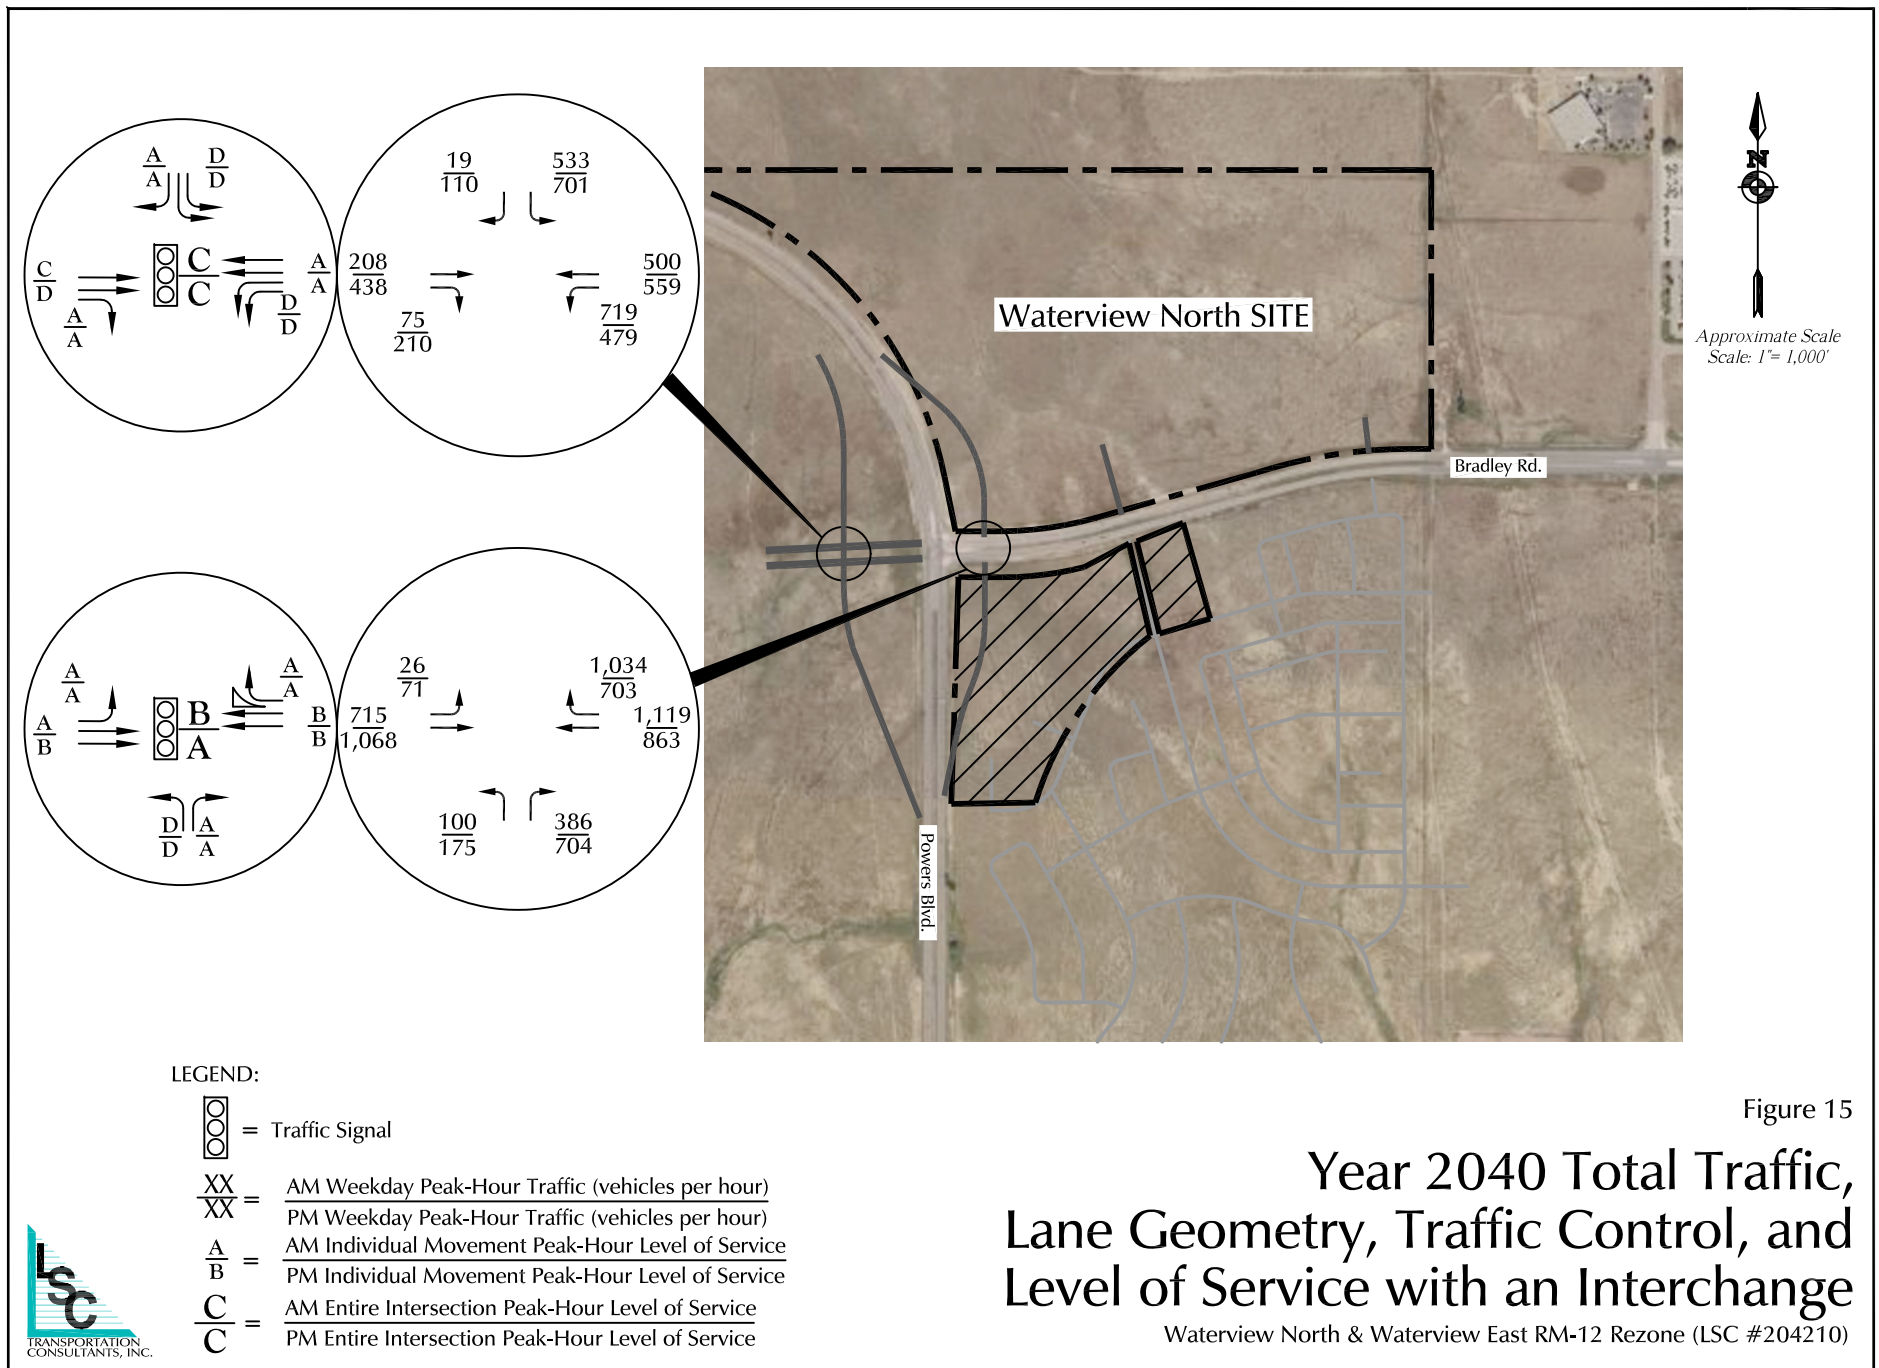 A
A
D
D
C
D
A
A
C
C
A
A
D
D
19
110
533
701
208
438
75
210
500
559
719
479
Waterview North SITE
N
Approximate Scale
Scale: 1"= 1,000'
Bradley Rd.
Powers Blvd.
A
A
A
B
B
A
A
A
B
B
D
D
A
A
26
71
715
1,068
1,034
703
1,119
863
100
175
386
704
LEGEND:
= Traffic Signal
XX
XX
=
AM Weekday Peak-Hour Traffic (vehicles per hour)
PM Weekday Peak-Hour Traffic (vehicles per hour)
A
B
=
AM Individual Movement Peak-Hour Level of Service
PM Individual Movement Peak-Hour Level of Service
C
C
=
AM Entire Intersection Peak-Hour Level of Service
PM Entire Intersection Peak-Hour Level of Service
LSC
TRANSPORTATION
CONSULTANTS, INC.
Figure 15
Year 2040 Total Traffic,
Lane Geometry, Traffic Control, and
Level of Service with an Interchange
Waterview North & Waterview East RM-12 Rezone (LSC #204210)